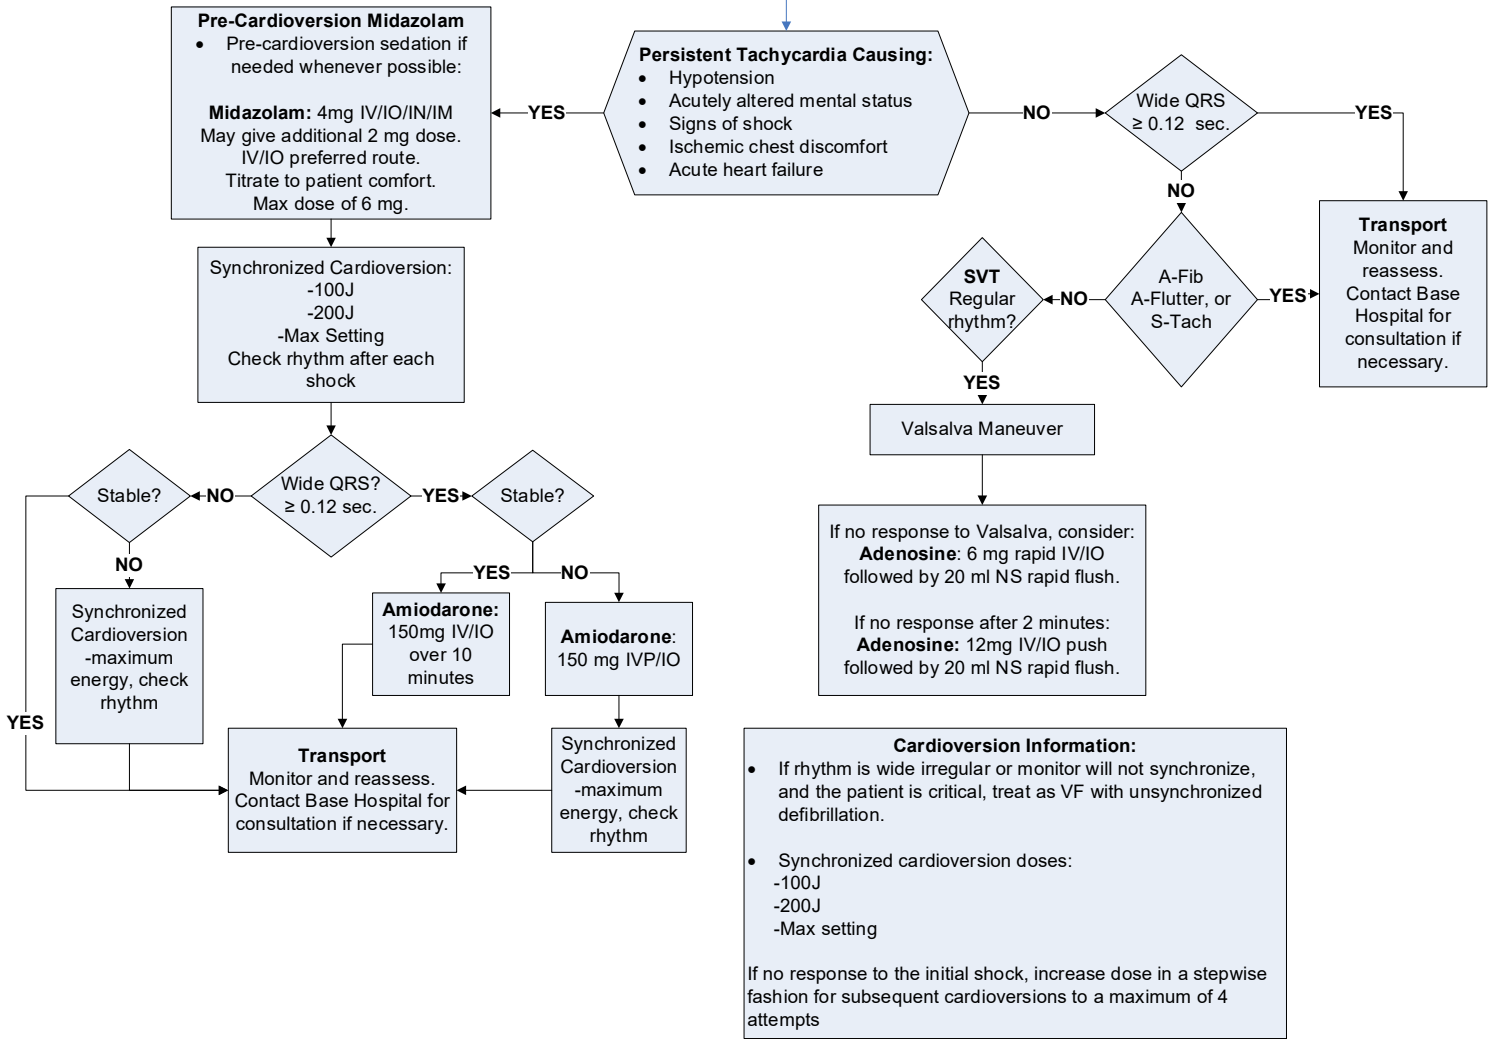 Pre-Cardioversion Midazolam
• Pre-cardioversion sedation if
needed whenever possible:
Midazolam: 4mg IV/IO/IN/IM
May give additional 2 mg dose.
IV/IO preferred route.
Titrate to patient comfort.
Max dose of 6 mg.
YES
Persistent Tachycardia Causing:
• Hypotension
• Acutely altered mental status
• Signs of shock
• Ischemic chest discomfort
• Acute heart failure
NO
Wide QRS
≥ 0.12 sec.
YES
NO
Transport
Monitor and
reassess.
Contact Base
Hospital for
consultation if
necessary.
A-Fib
A-Flutter, or
S-Tach
YES
NO
SVT
Regular
rhythm?
YES
Valsalva Maneuver
If no response to Valsalva, consider:
Adenosine: 6 mg rapid IV/IO
followed by 20 ml NS rapid flush.
If no response after 2 minutes:
Adenosine: 12mg IV/IO push
followed by 20 ml NS rapid flush.
Synchronized Cardioversion:
-100J
-200J
-Max Setting
Check rhythm after each
shock
Wide QRS?
≥ 0.12 sec.
NO
Stable?
YES
Stable?
NO
YES
NO
Synchronized
Cardioversion
-maximum
energy, check
rhythm
YES
Amiodarone:
150mg IV/IO
over 10
minutes
Amiodarone:
150 mg IVP/IO
Transport
Monitor and reassess.
Contact Base Hospital for
consultation if necessary.
Synchronized
Cardioversion
-maximum
energy, check
rhythm
Cardioversion Information:
• If rhythm is wide irregular or monitor will not synchronize,
and the patient is critical, treat as VF with unsynchronized
defibrillation.
• Synchronized cardioversion doses:
-100J
-200J
-Max setting
If no response to the initial shock, increase dose in a stepwise
fashion for subsequent cardioversions to a maximum of 4
attempts